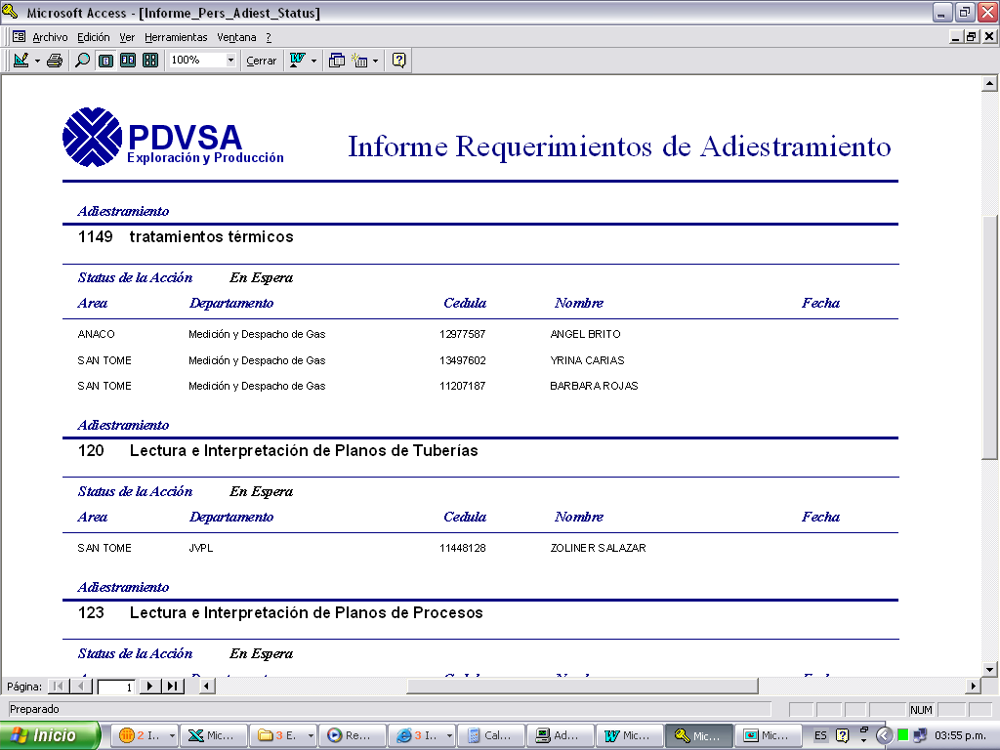 Microsoft Access - [Informe_Pers_Adiest_Status]
Archivo Edición Ver Herramientas Ventana ?
100% Cerrar
PDVSA
Exploración y Producción
Informe Requerimientos de Adiestramiento
Adiestramiento
1149 tratamientos térmicos
Status de la Acción En Espera
Area Departamento Cedula Nombre Fecha
ANACO Medición y Despacho de Gas 12977587 ANGEL BRITO
SAN TOME Medición y Despacho de Gas 13497602 YRINA CARIAS
SAN TOME Medición y Despacho de Gas 11207187 BARBARA ROJAS
Adiestramiento
120 Lectura e Interpretación de Planos de Tuberías
Status de la Acción En Espera
Area Departamento Cedula Nombre Fecha
SAN TOME JVPL 11448128 ZOLINER SALAZAR
Adiestramiento
123 Lectura e Interpretación de Planos de Procesos
Status de la Acción En Espera
Página: 1
Preparado NUM
Inicio 2 I... Mic... 3 E. Re... 3 I... Cal... Ad... Mic... Mic... Mic... ES 03:55 p.m.